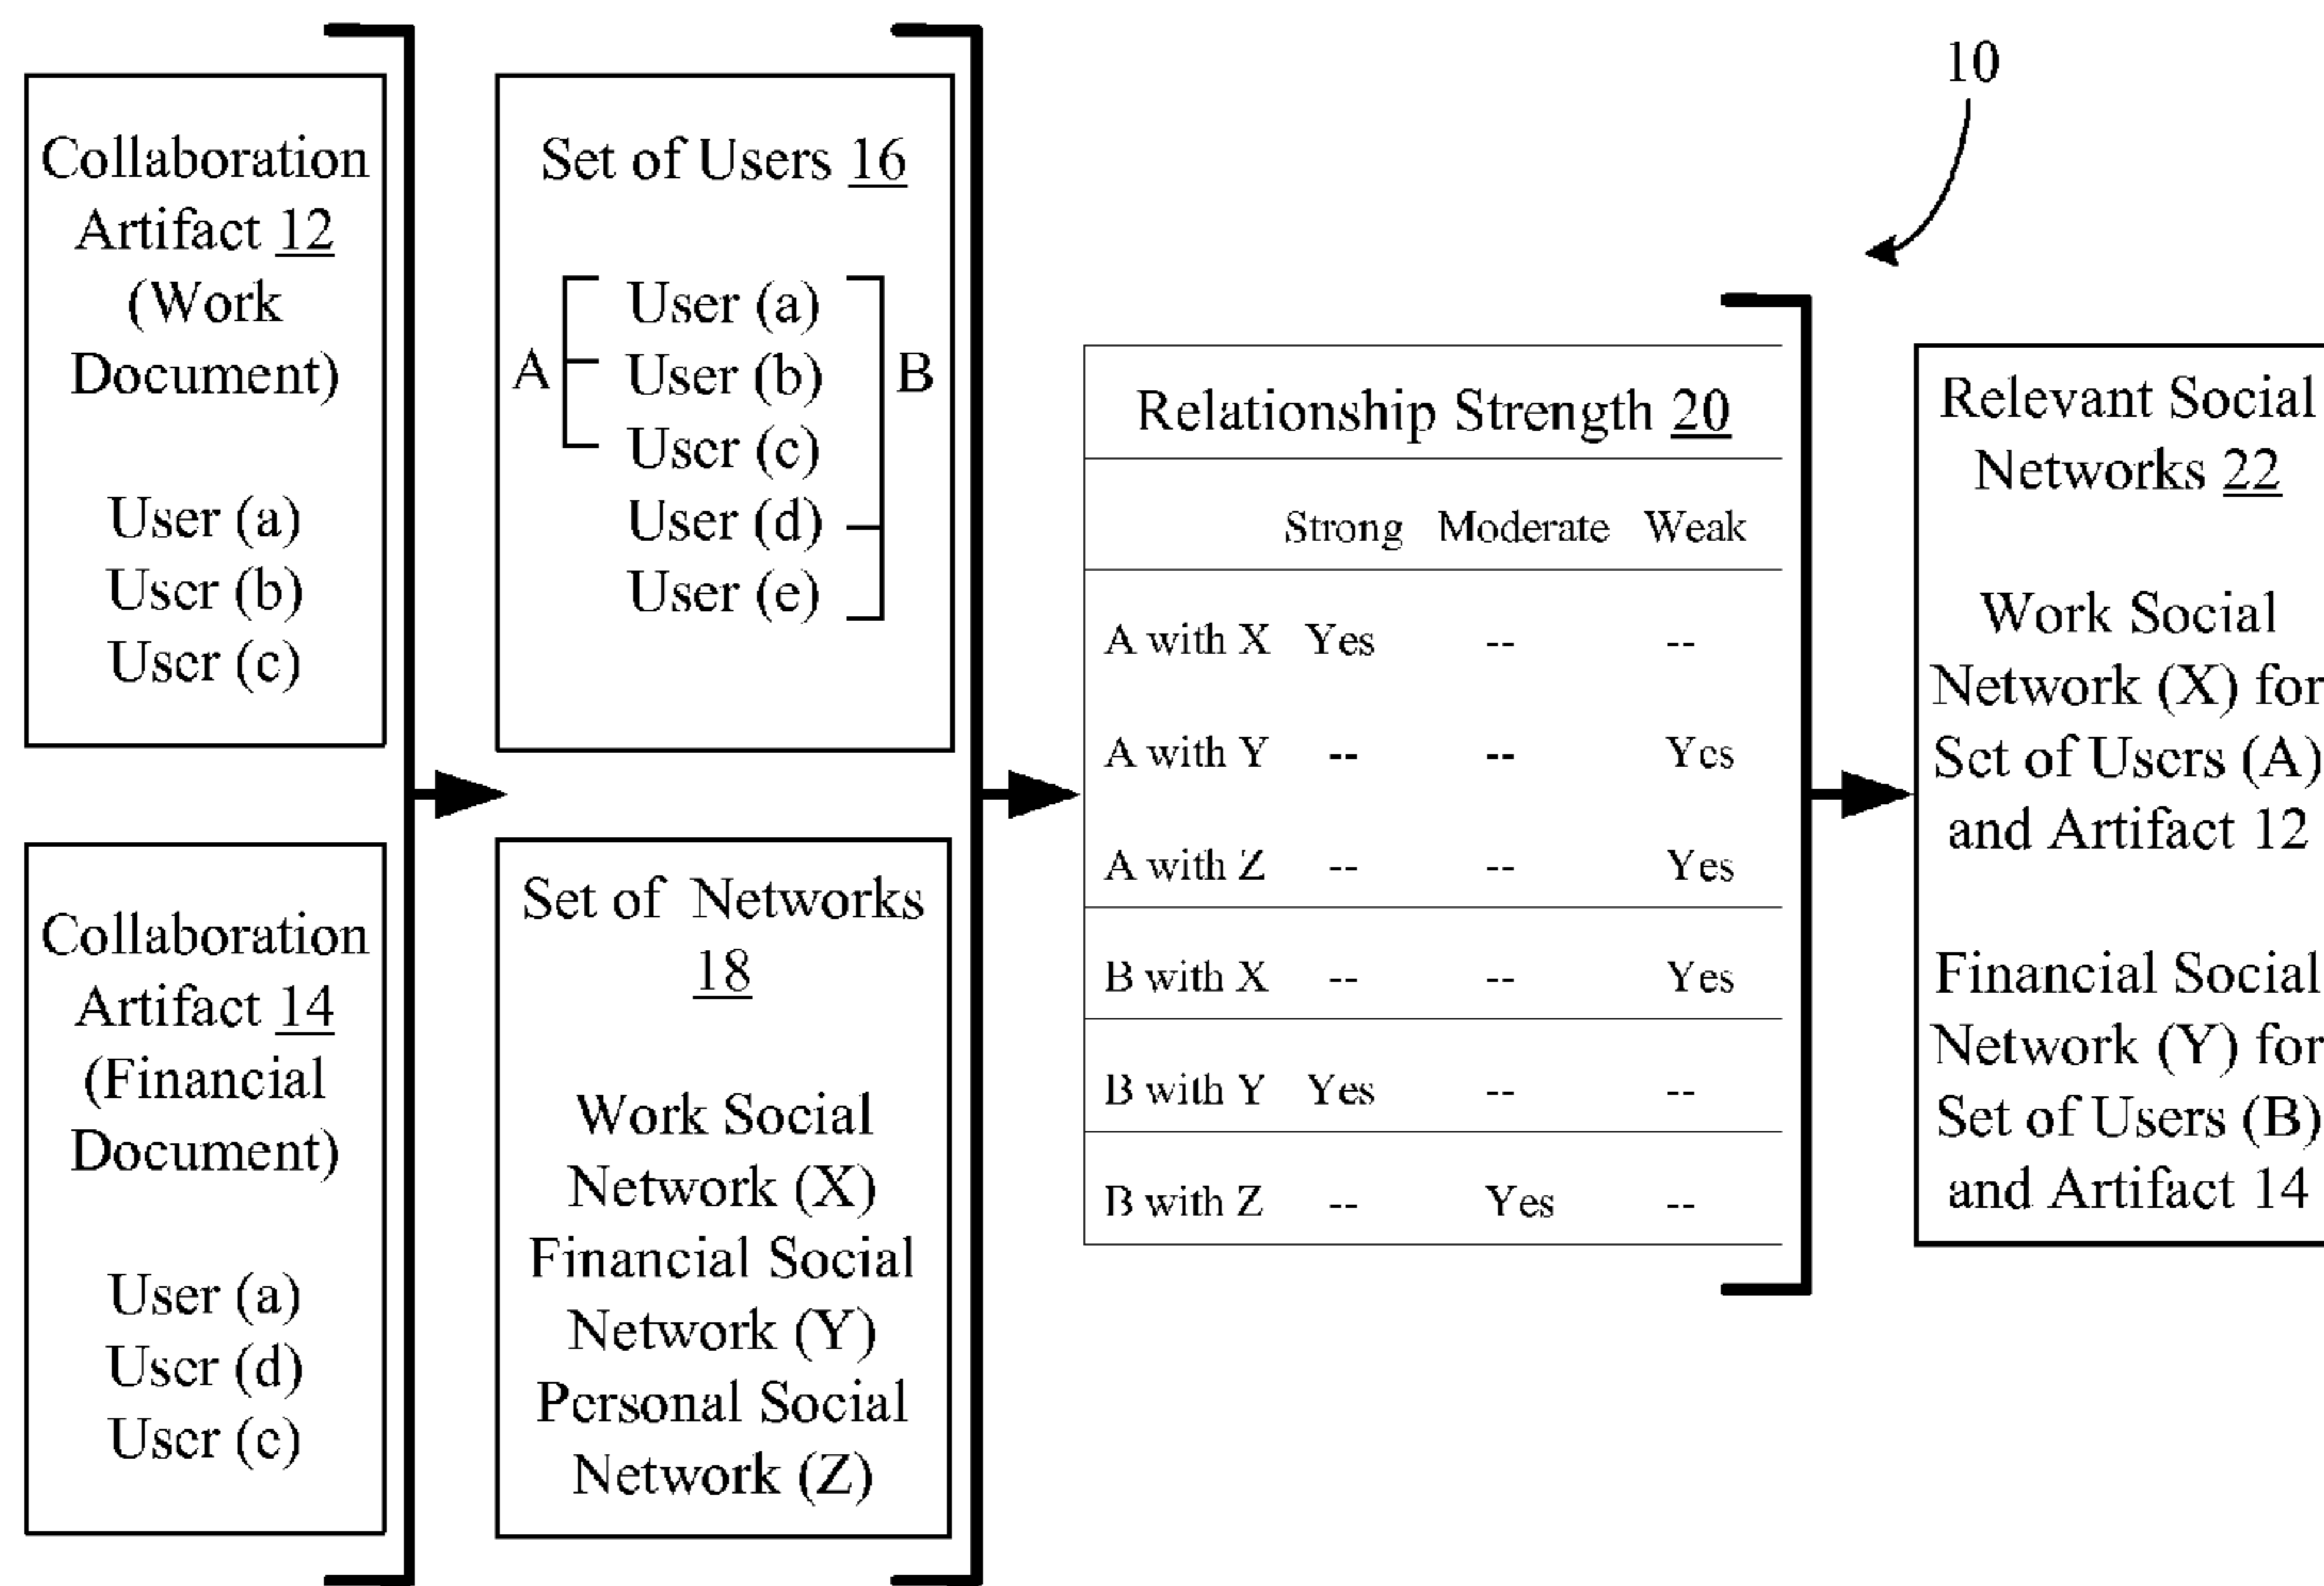 10
Collaboration
Artifact 12
(Work
Document)
User (a)
User (b)
User (c)
Collaboration
Artifact 14
(Financial
Document)
User (a)
User (d)
User (e)
Set of Users 16
A
User (a)
User (b)
User (c)
User (d)
User (e)
B
Set of Networks
18
Work Social
Network (X)
Financial Social
Network (Y)
Personal Social
Network (Z)
Relationship Strength 20
Strong Moderate Weak
A with X Yes -- --
A with Y -- -- Yes
A with Z -- -- Yes
B with X -- -- Yes
B with Y Yes -- --
B with Z -- Yes --
Relevant Social
Networks 22
Work Social
Network (X) for
Set of Users (A)
and Artifact 12
Financial Social
Network (Y) for
Set of Users (B)
and Artifact 14